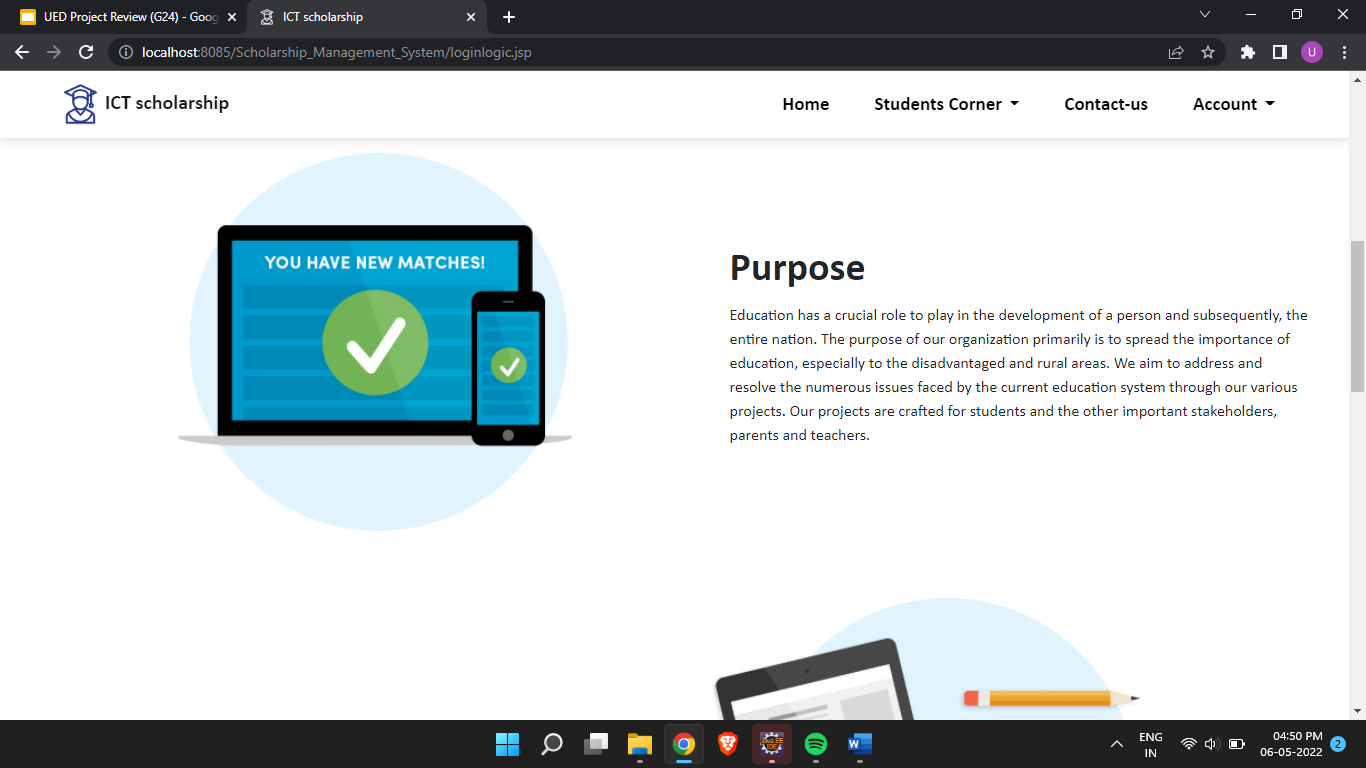 UED Project Review (G24) - Goog
ICT scholarship
localhost:8085/Scholarship_Management_System/loginlogic.jsp
U
ICT scholarship
Home
Students Corner
Contact-us
Account
YOU HAVE NEW MATCHES!
Purpose
Education has a crucial role to play in the development of a person and subsequently, the
entire nation. The purpose of our organization primarily is to spread the importance of
education, especially to the disadvantaged and rural areas. We aim to address and
resolve the numerous issues faced by the current education system through our various
projects. Our projects are crafted for students and the other important stakeholders,
parents and teachers.
W
ENG
IN
04:50 PM
06-05-2022
2